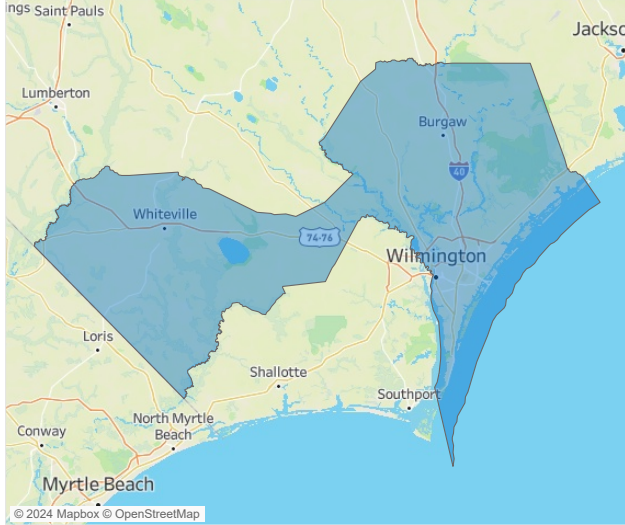 ngs
Saint Pauls
Jackso
Lumberton
Burgaw
40
Whiteville
74-76
Wilmington
Loris
Shallotte
Southport
North Myrtle
Beach
Conway
Myrtle Beach
© 2024 Mapbox © OpenStreetMap